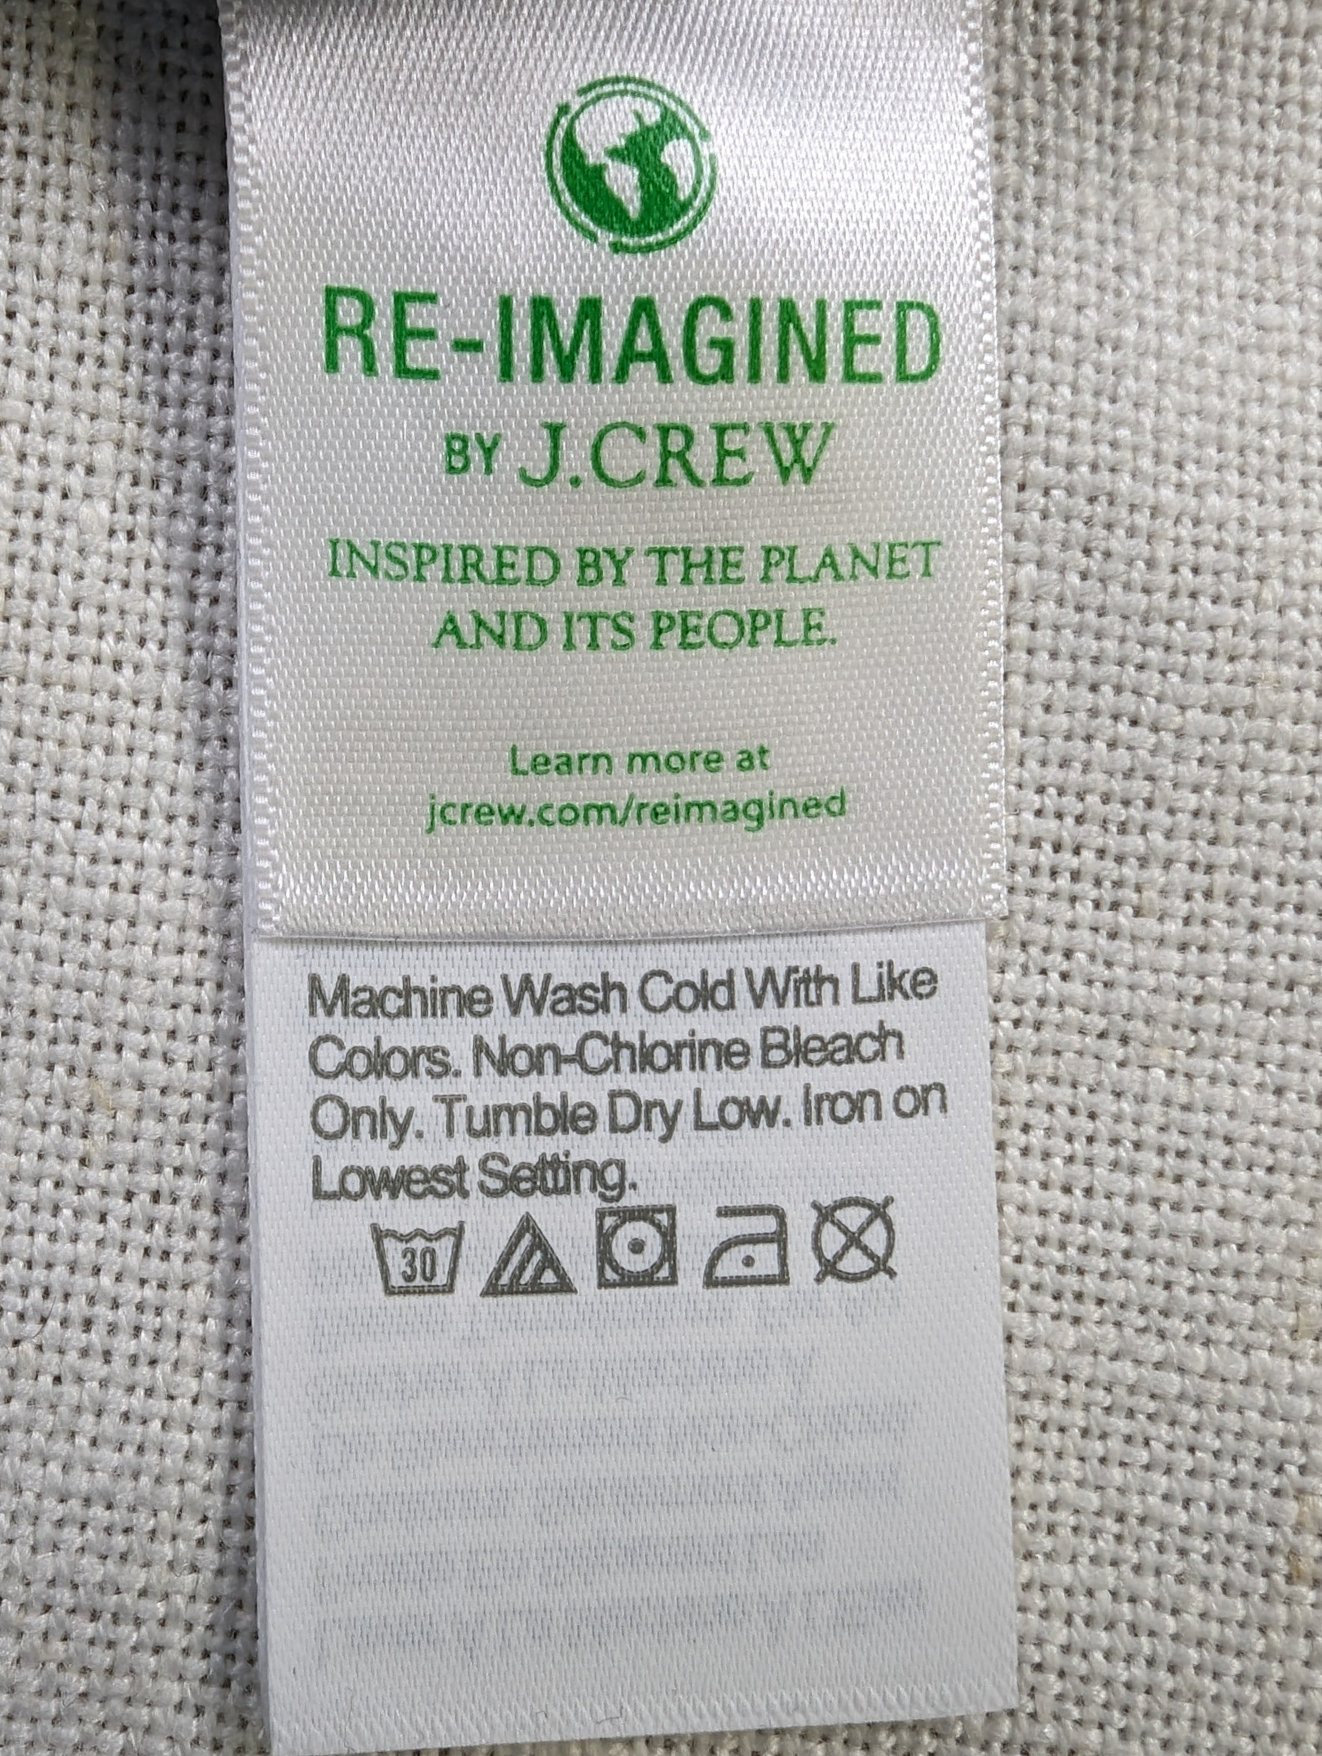 RE-IMAGINED
BY J.CREW
INSPIRED BY THE PLANET
AND ITS PEOPLE.
Learn more at
jcrew.com/reimagined
Machine Wash Cold With Like
Colors. Non-Chlorine Bleach
Only. Tumble Dry Low. Iron on
Lowest Setting.
30